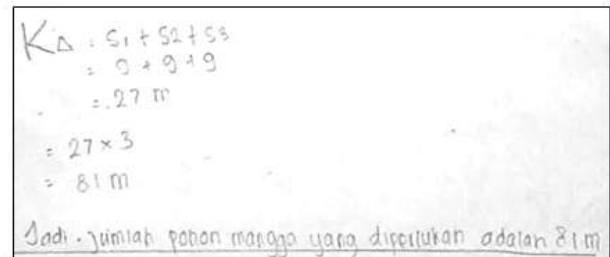 K△ : S1 + S2 + S3
= 9 + 9 + 9
= 27 m
= 27 × 3
= 81 m
Jadi. jumlah pohon mangga yang diperlukan adalah 81 m